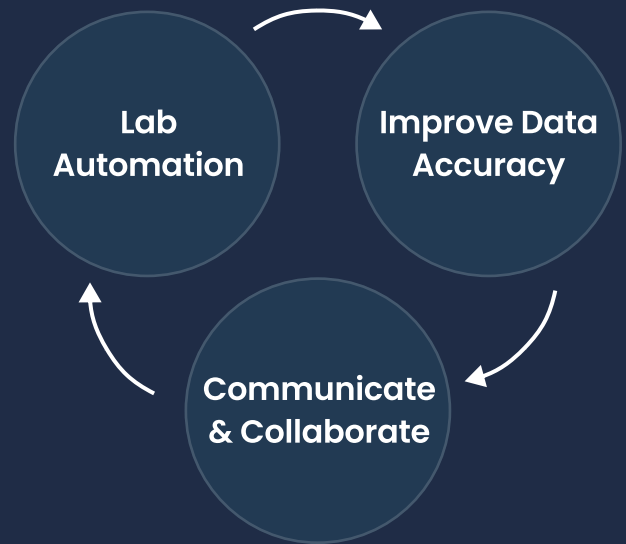 Lab
Automation
Improve Data
Accuracy
Communicate
& Collaborate